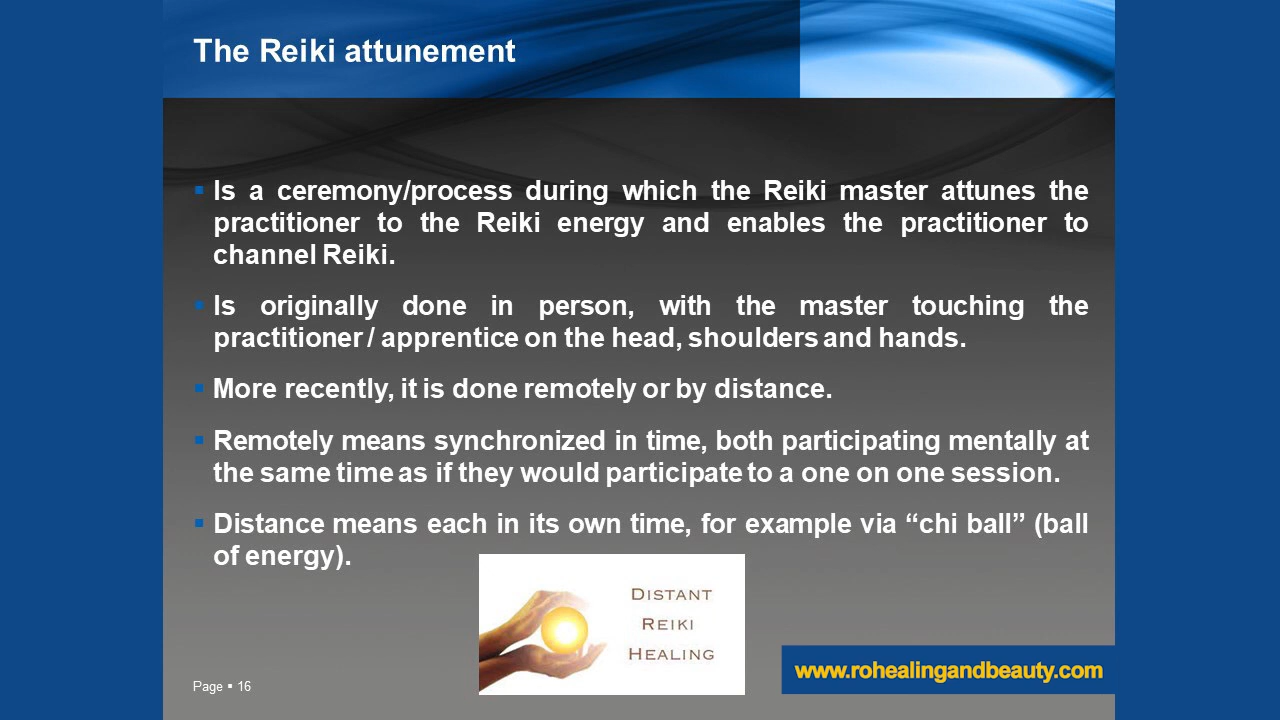 The Reiki attunement
Is a ceremony/process during which the Reiki master attunes the
practitioner to the Reiki energy and enables the practitioner to
channel Reiki.
Is originally done in person, with the master touching the
practitioner / apprentice on the head, shoulders and hands.
More recently, it is done remotely or by distance.
Remotely means synchronized in time, both participating mentally at
the same time as if they would participate to a one on one session.
Distance means each in its own time, for example via “chi ball” (ball
of energy).
DISTANT
REIKI
HEALING
www.rohealingandbeauty.com
Page ▪ 16